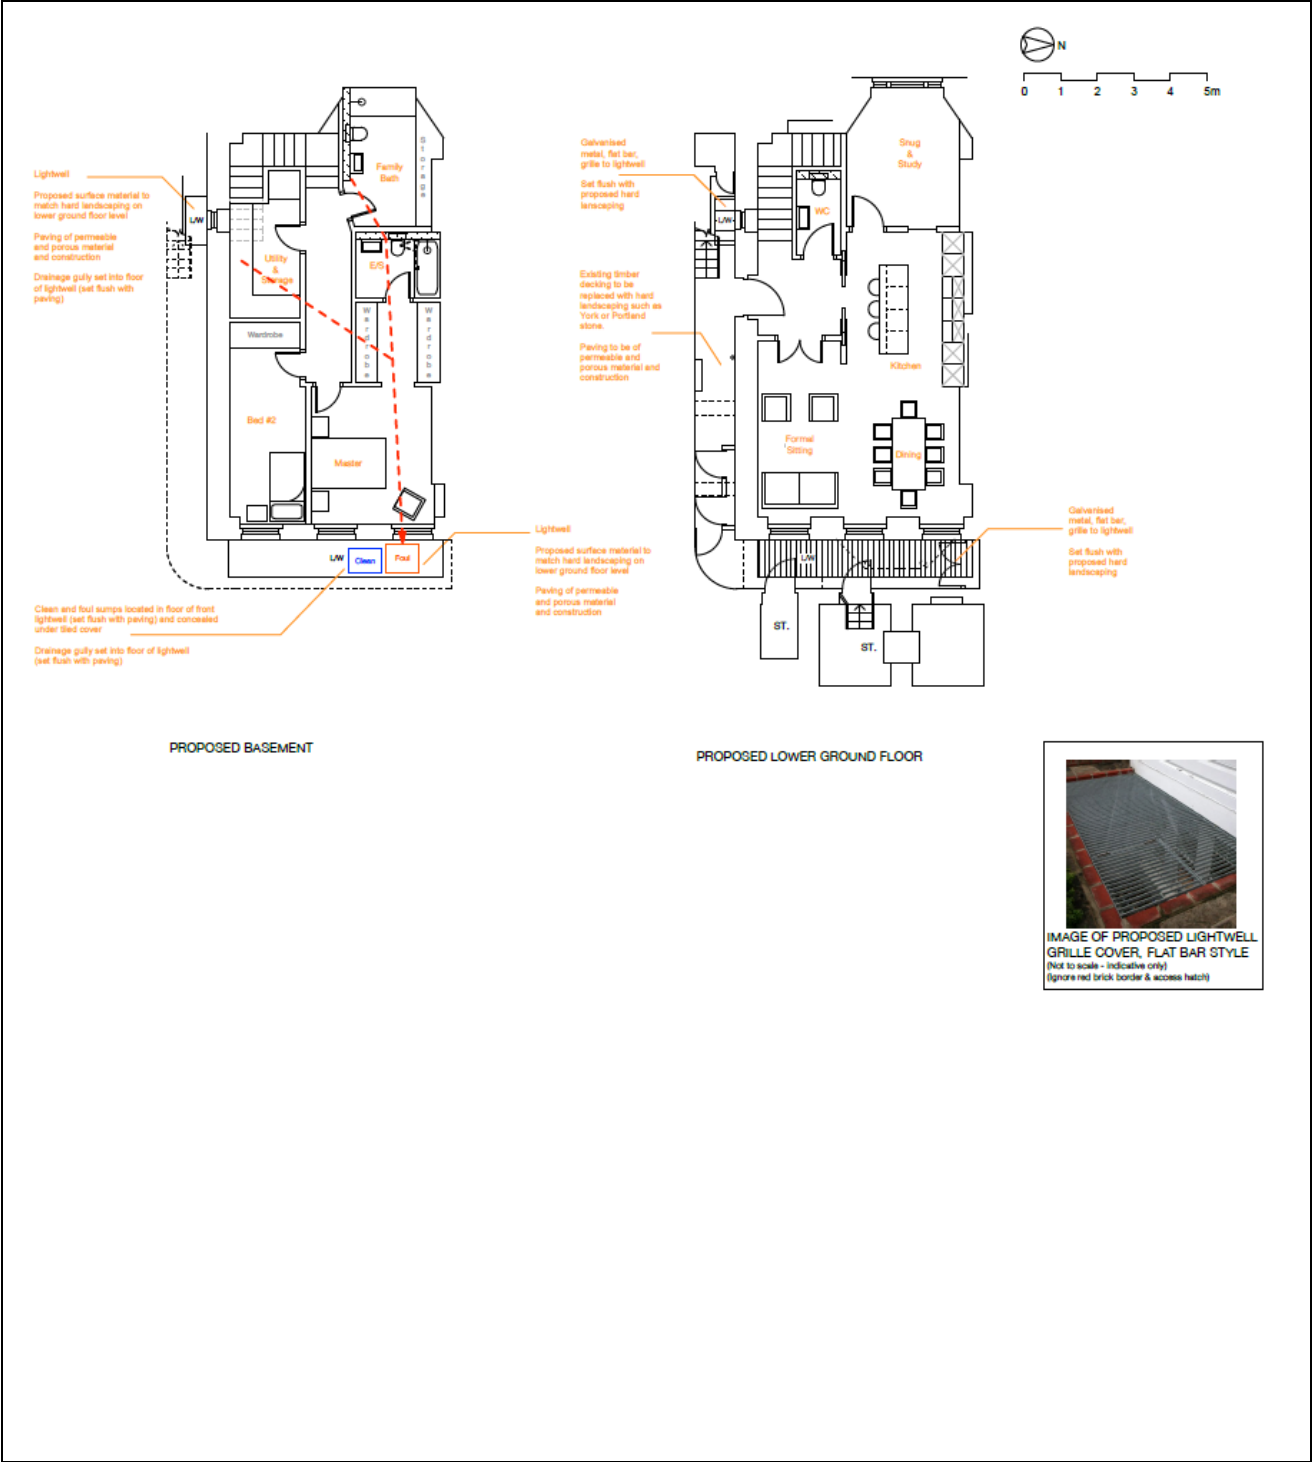 N
0 1 2 3 4 5m
Lightwell
Proposed surface material to
match hard landscaping on
lower ground floor level
Paving of permeable
and porous material
and construction
Drainage gully set into floor
of lightwell (set flush with
paving)
L/W
Family
Bath
Storage
E/S
Utility
&
Storage
Wardrobe
Wardrobe
Wardrobe
Bed #2
Master
L/W
Clean
Foul
Lightwell
Proposed surface material to
match hard landscaping on
lower ground floor level
Paving of permeable
and porous material
and construction
Clean and foul sumps located in floor of front
lightwell (set flush with paving) and concealed
under tiled cover
Drainage gully set into floor of lightwell
(set flush with paving)
PROPOSED BASEMENT
Galvanised
metal, flat bar,
grille to lightwell
Set flush with
proposed hard
lanscaping
Existing timber
decking to be
replaced with hard
landscaping such as
York or Portland
stone.
Paving to be of
permeable and
porous material and
construction
L/W
WC
Snug
&
Study
Kitchen
Formal
Sitting
Dining
L/W
Galvanised
metal, flat bar,
grille to lightwell
Set flush with
proposed hard
landscaping
ST.
ST.
PROPOSED LOWER GROUND FLOOR
IMAGE OF PROPOSED LIGHTWELL
GRILLE COVER, FLAT BAR STYLE
(Not to scale - indicative only)
(Ignore red brick border & access hatch)